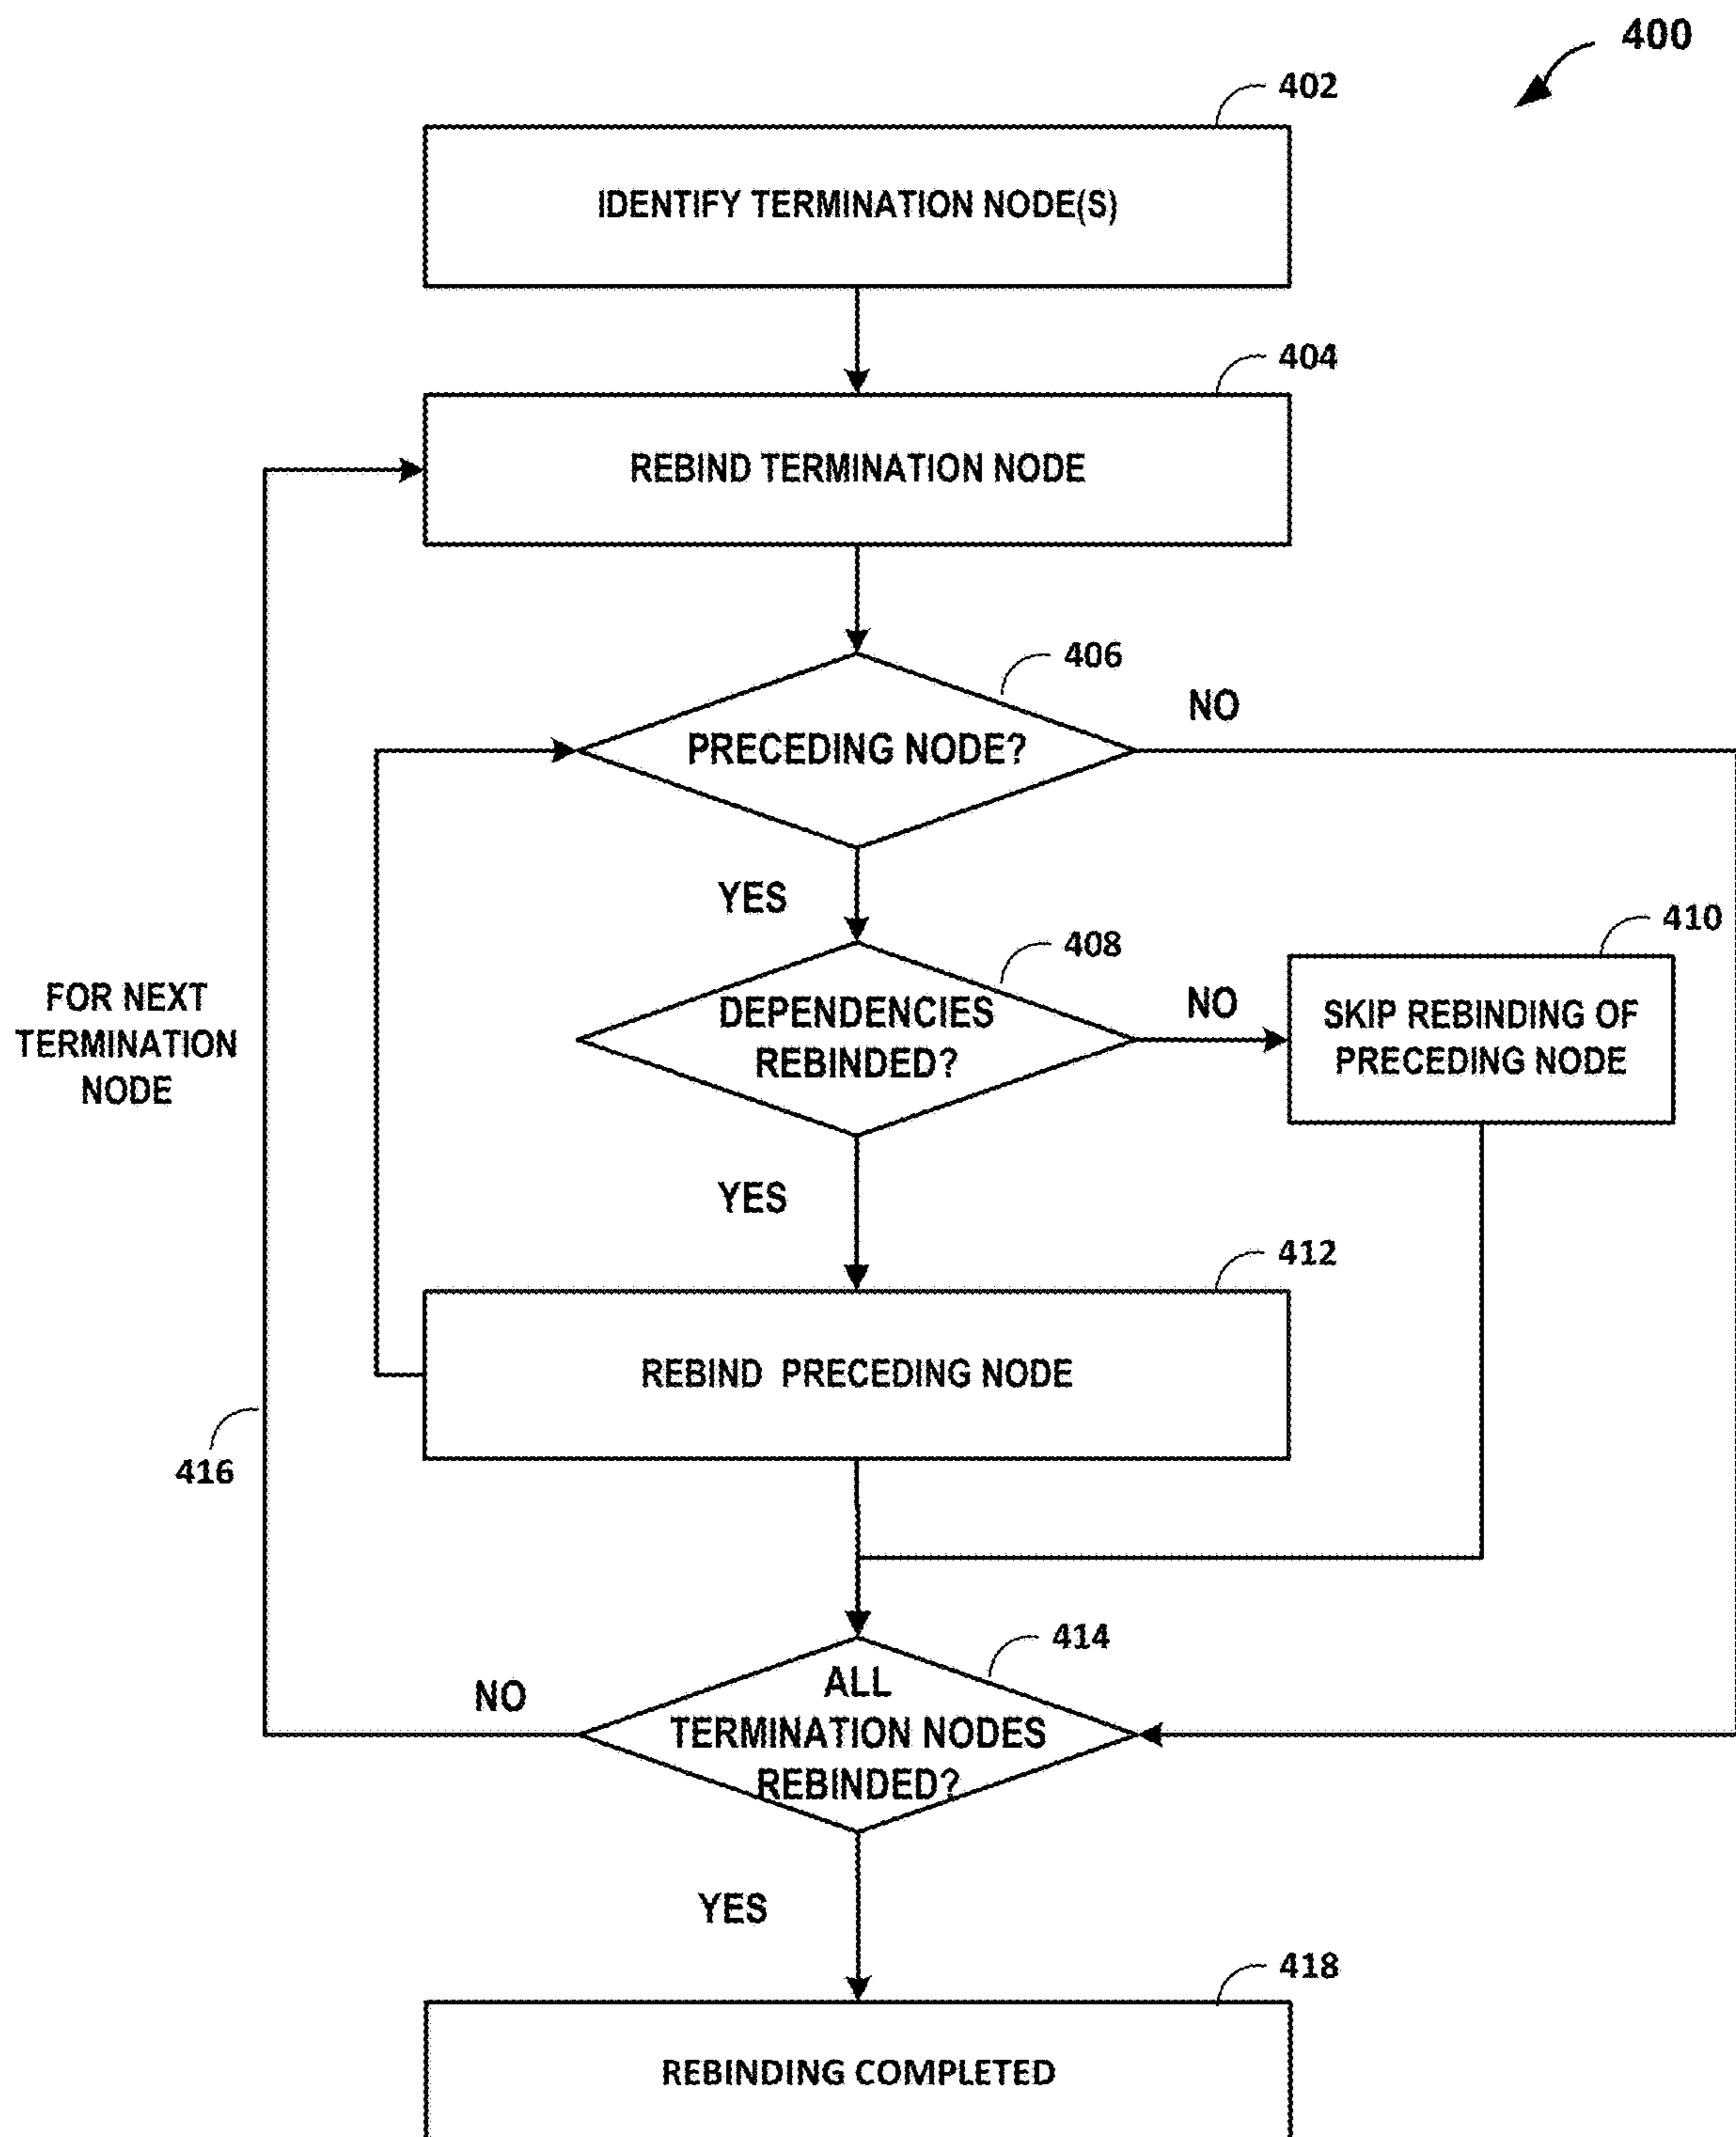 400
402
IDENTIFY TERMINATION NODE(S)
404
REBIND TERMINATION NODE
406
NO
PRECEDING NODE?
YES
408
410
FOR NEXT
TERMINATION
NODE
DEPENDENCIES
REBINDED?
NO
SKIP REBINDING OF
PRECEDING NODE
YES
412
REBIND PRECEDING NODE
416
414
NO
ALL
TERMINATION NODES
REBINDED?
YES
418
REBINDING COMPLETED